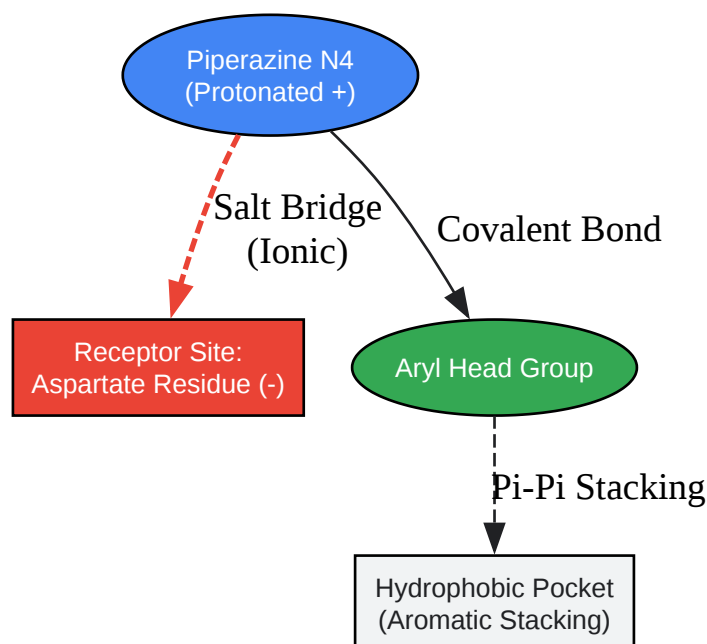 Piperazine N4
(Protonated +)
Salt Bridge
(Ionic)
Covalent Bond
Receptor Site:
Aspartate Residue (-)
Aryl Head Group
Pi-Pi Stacking
Hydrophobic Pocket
(Aromatic Stacking)